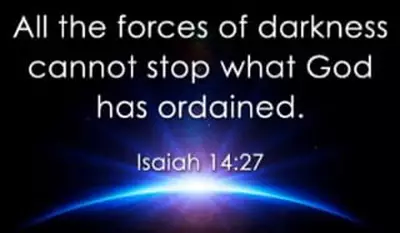 All the forces of darkness
cannot stop what God
has ordained.
Isaiah 14:27